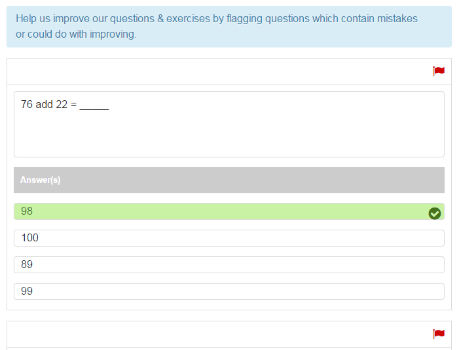 Help us improve our questions & exercises by flagging questions which contain mistakes
or could do with improving.
76 add 22 = _____
Answer(s)
98
100
89
99